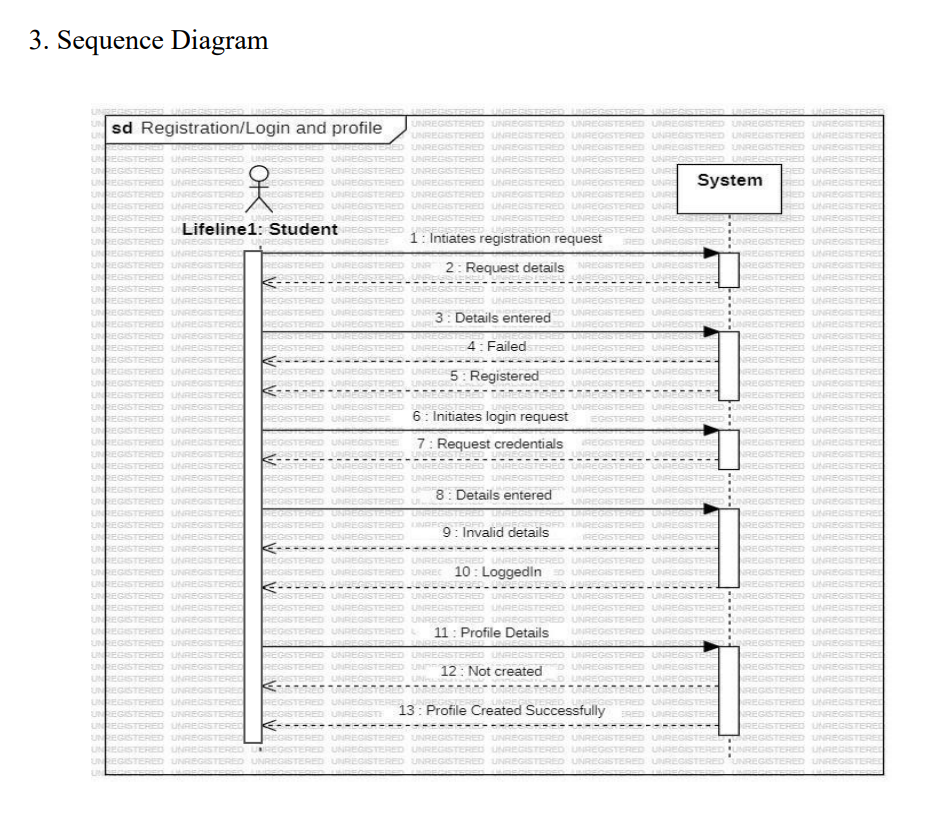 3. Sequence Diagram
sd Registration/Login and profile
System
Lifeline1: Student
1 : Intiates registration request
2 : Request details
3 : Details entered
4 : Failed
5 : Registered
6 : Initiates login request
7 : Request credentials
8 : Details entered
9 : Invalid details
10 : LoggedIn
11 : Profile Details
12 : Not created
13 : Profile Created Successfully
UNREGISTERED